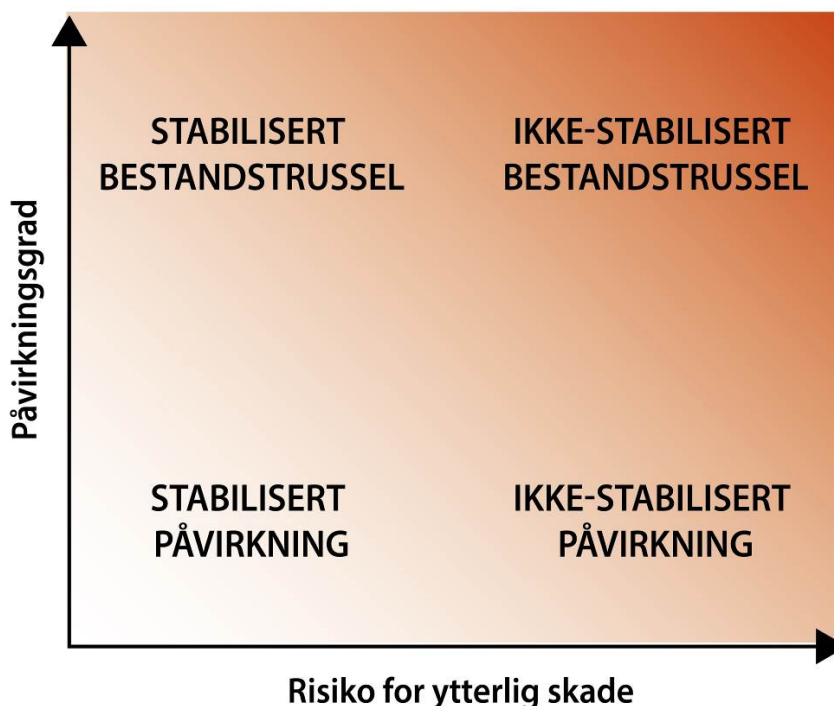 Påvirkningsgrad
STABILISERT
BESTANDSTRUSSEL
IKKE-STABILISERT
BESTANDSTRUSSEL
STABILISERT
PÅVIRKNING
IKKE-STABILISERT
PÅVIRKNING
Risiko for ytterlig skade